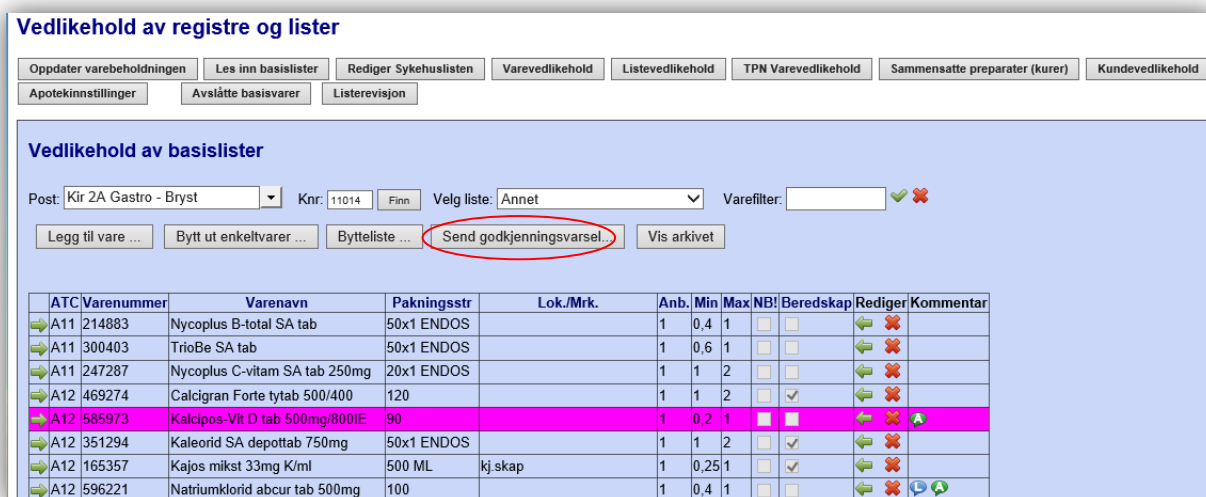 Vedlikehold av registre og lister
Oppdater varebeholdningen Les inn basislister Rediger Sykehuslisten Varevedlikehold Listevedlikehold TPN Varevedlikehold Sammensatte preparater (kurer) Kundevedlikehold
Apotekinnstillinger Avslåtte basisvarer Listerevisjon
Vedlikehold av basislister
Post: Kir 2A Gastro - Bryst Knr: 11014 Finn Velg liste: Annet Varefilter:
Legg til vare ... Bytt ut enkeltvarer ... Bytteliste ... Send godkjenningsvarsel... Vis arkivet
ATC Varenummer Varenavn Pakningsstr Lok./Mrk. Anb. Min Max NB! Beredskap Rediger Kommentar
A11 214883 Nycoplus B-total SA tab 50x1 ENDOS 1 0,4 1
A11 300403 TrioBe SA tab 50x1 ENDOS 1 0,6 1
A11 247287 Nycoplus C-vitam SA tab 250mg 20x1 ENDOS 1 1 2
A12 469274 Calcigran Forte tytab 500/400 120 1 1 2
A12 585973 Kalcipos-Vit D tab 500mg/800IE 90 1 0,2 1 A
A12 351294 Kaleorid SA depottab 750mg 50x1 ENDOS 1 1 2
A12 165357 Kajos mikst 33mg K/ml 500 ML kj.skap 1 0,25 1
A12 596221 Natriumklorid abcur tab 500mg 100 1 0,4 1 L A